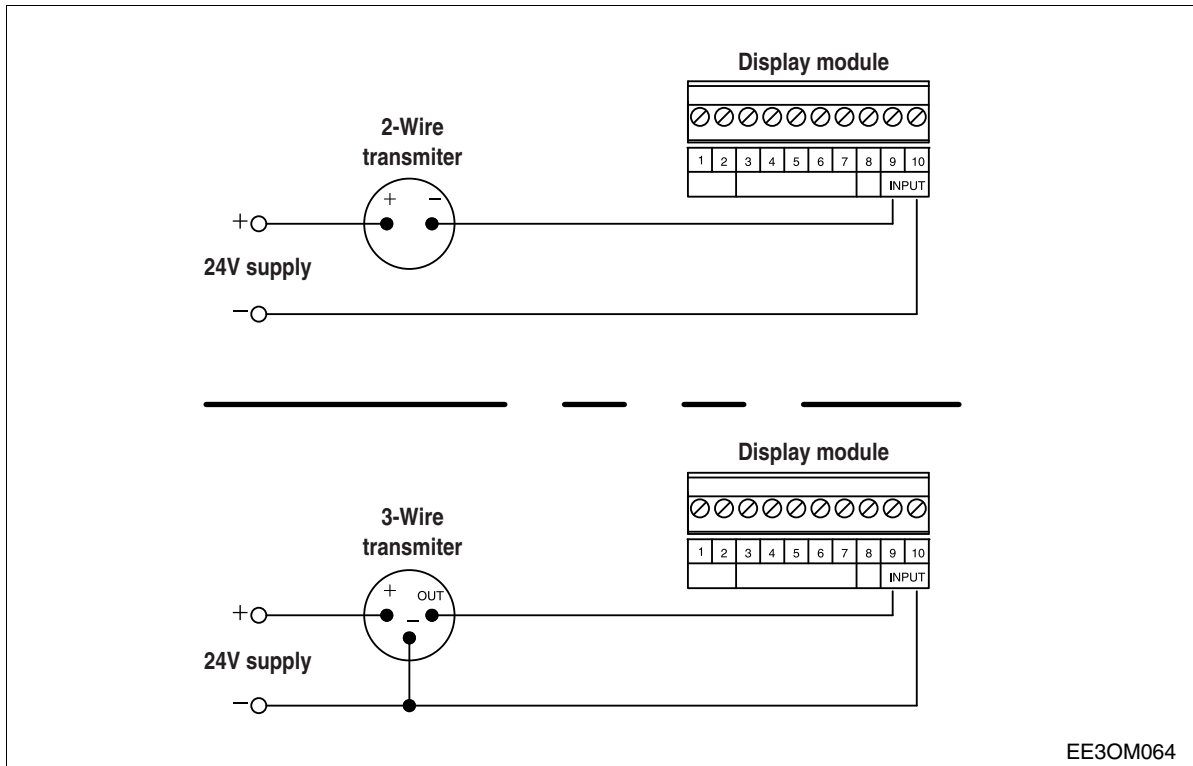 Display module
2-Wire
transmiter
1 2 3 4 5 6 7 8 9 10
INPUT
+ −
+
24V supply
−
Display module
3-Wire
transmiter
1 2 3 4 5 6 7 8 9 10
INPUT
+ OUT
−
+
24V supply
−
EE3OM064